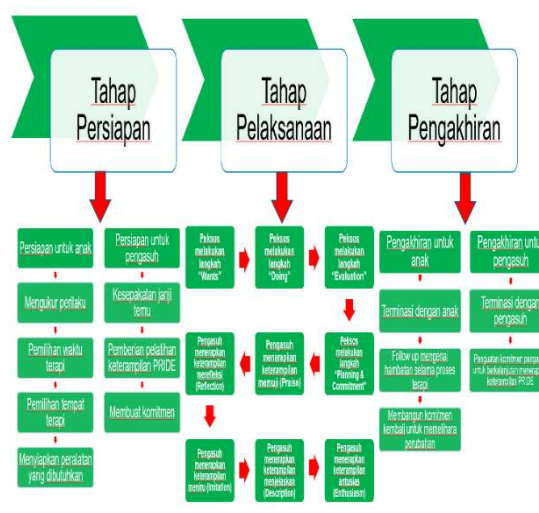 Tahap
Persiapan
Tahap
Pelaksanaan
Tahap
Pengakhiran
Persiapan untuk anak
Mengukur perilaku
Pemilihan waktu
terapi
Pemilihan tempat
terapi
Menyiapkan peralatan
yang dibutuhkan
Persiapan untuk
pengasuh
Kesepakatan janji
temu
Pemberian pelatihan
keterampilan PRIDE
Membuat komitmen
Peksos
melakukan
langkah
"Wants"
Peksos
melakukan
langkah
"Doing"
Peksos
melakukan
langkah
"Evaluation"
Peksos
melakukan
langkah
"Planning &
Commitment"
Pengasuh
menerapkan
keterampilan
memuji (Praise)
Pengasuh
menerapkan
keterampilan
merefleksi
(Reflection)
Pengasuh
menerapkan
keterampilan
meniru (Imitation)
Pengasuh
menerapkan
keterampilan
menjelaskan
(Description)
Pengasuh
menerapkan
keterampilan
antusias
(Enthusiasm)
Pengakhiran untuk
anak
Terminasi dengan anak
Follow up mengenai
hambatan selama proses
terapi
Membangun komitmen
kembali untuk memelihara
perubahan
Pengakhiran untuk
pengasuh
Terminasi dengan
pengasuh
Penguatan komitmen
untuk berkelanjutan
keterampilan PRIDE